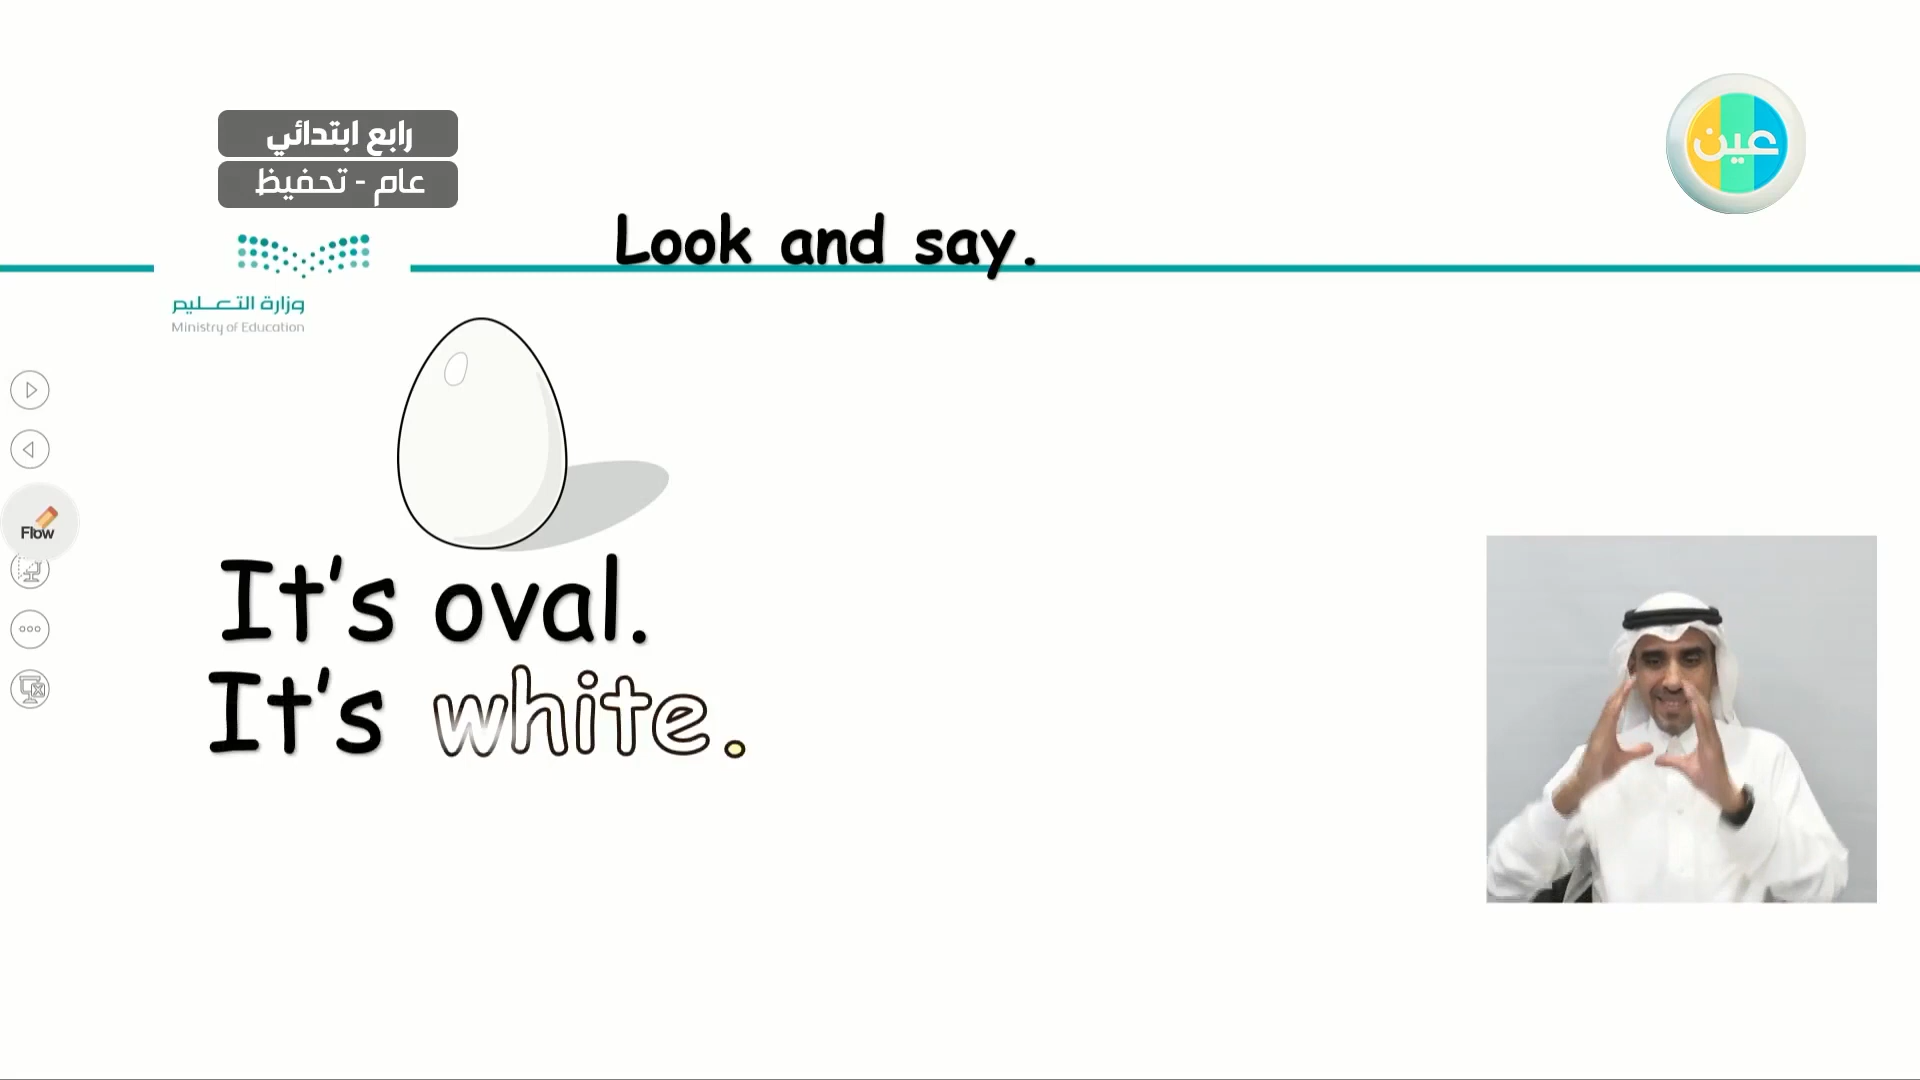 رابع ابتدائي
عام - تحفيظ
عين
Look and say.
وزارة التعليم
Ministry of Education
Flow
It's oval.
It's white.